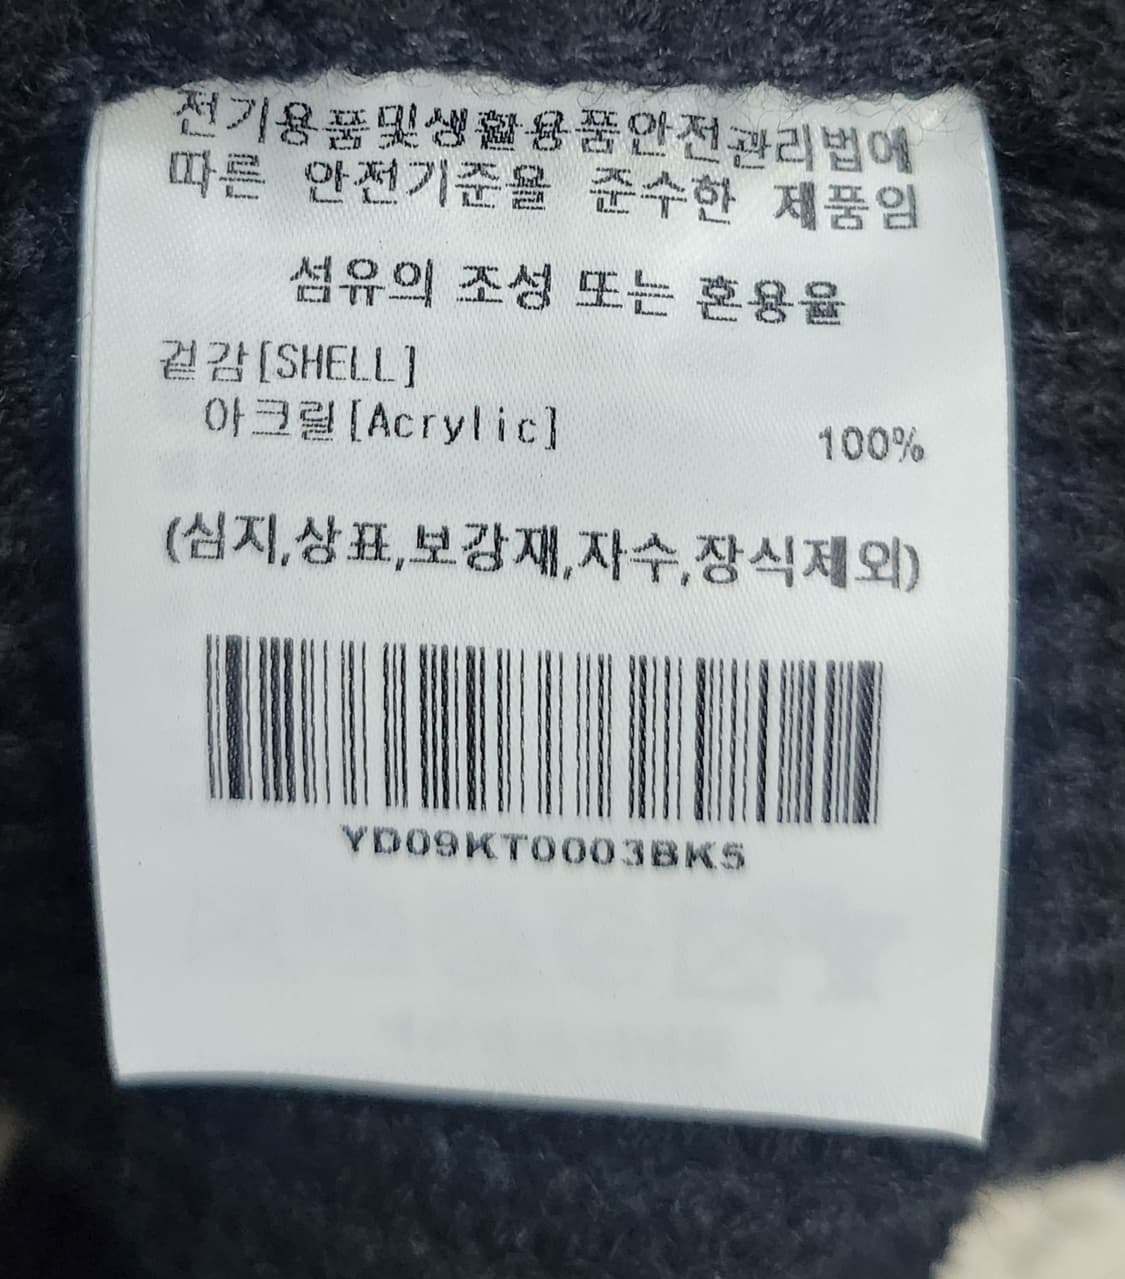 전기용품및생활용품안전관리법에
따른 안전기준을 준수한 제품임
섬유의 조성 또는 혼용율
겉감[SHELL]
아크릴[Acrylic] 100%
(심지,상표,보강재,자수,장식제외)
YD09KT0003BK5